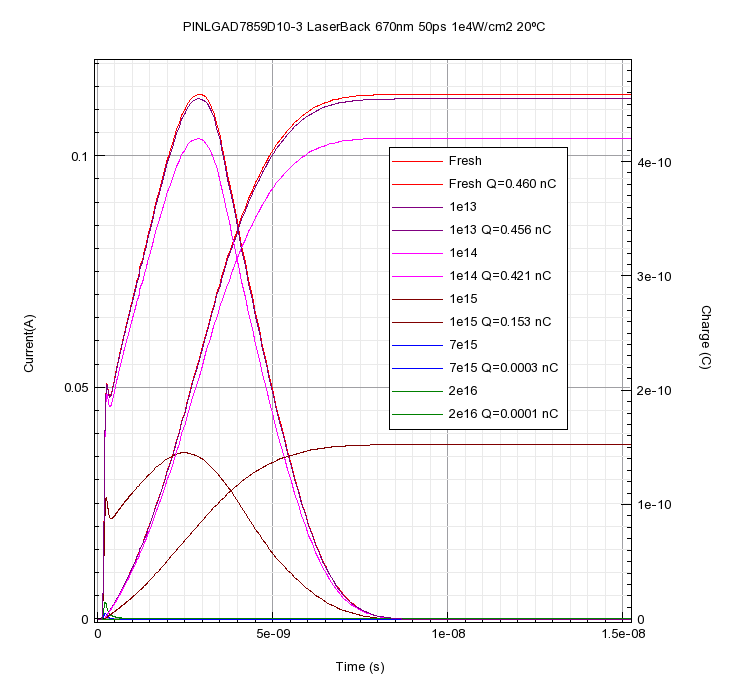 PINLGAD7859D10-3 LaserBack 670nm 50ps 1e4W/cm2 20ºC
0.1
0.05
0
Current(A)
4e-10
3e-10
2e-10
1e-10
0
Charge (C)
Fresh
Fresh Q=0.460 nC
1e13
1e13 Q=0.456 nC
1e14
1e14 Q=0.421 nC
1e15
1e15 Q=0.153 nC
7e15
7e15 Q=0.0003 nC
2e16
2e16 Q=0.0001 nC
0 5e-09 1e-08 1.5e-08
Time (s)